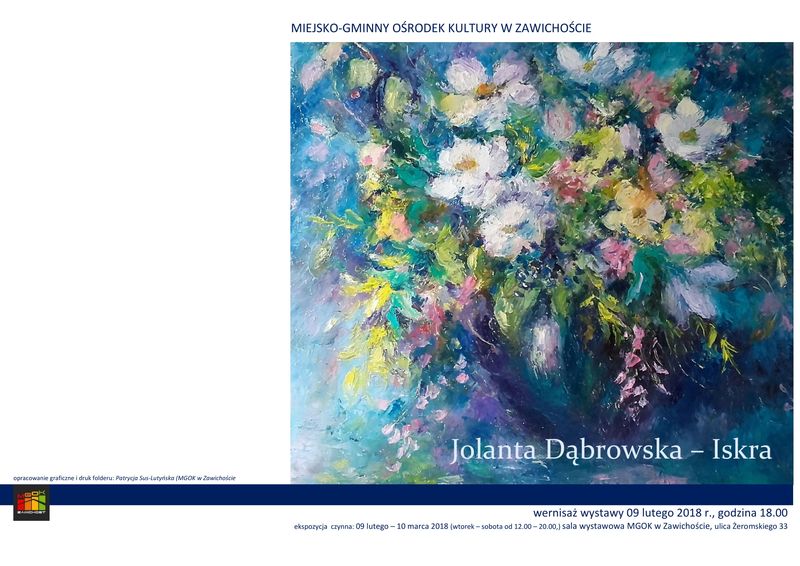 MIEJSKO-GMINNY OŚRODEK KULTURY W ZAWICHOŚCIE
Jolanta Dąbrowska – Iskra
opracowanie graficzne i druk folderu: Patrycja Sus-Lutyńska (MGOK w Zawichoście
MGOK
ZAWICHOST
wernisaż wystawy 09 lutego 2018 r., godzina 18.00
ekspozycja czynna: 09 lutego – 10 marca 2018 (wtorek – sobota od 12.00 – 20.00,) sala wystawowa MGOK w Zawichoście, ulica Żeromskiego 33